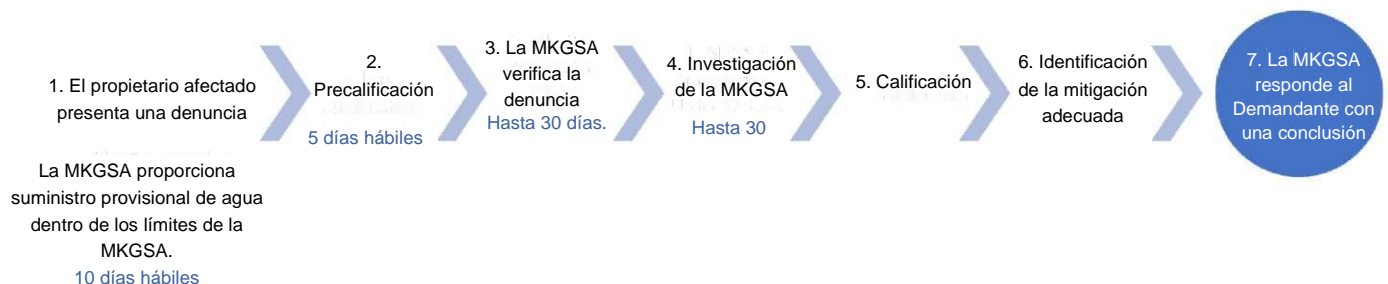 1. El propietario afectado
presenta una denuncia
La MKGSA proporciona
suministro provisional de agua
dentro de los límites de la
MKGSA.
10 días hábiles
2.
Precalificación
5 días hábiles
3. La MKGSA
verifica la
denuncia
Hasta 30 días.
4. Investigación
de la MKGSA
Hasta 30
5. Calificación
6. Identificación
de la mitigación
adecuada
7. La MKGSA
responde al
Demandante con
una conclusión